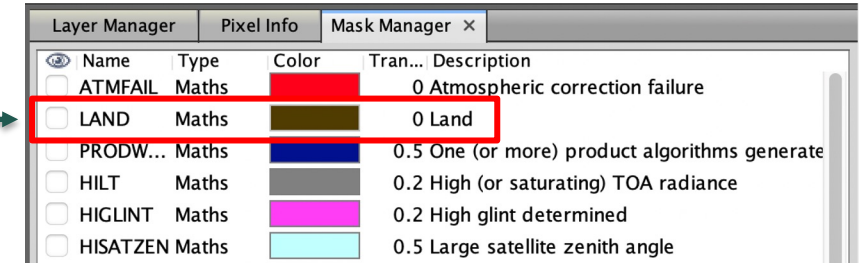 Layer Manager Pixel Info Mask Manager ×
Name Type Color Tran... Description
ATMFAIL Maths 0 Atmospheric correction failure
LAND Maths 0 Land
PRODW... Maths 0.5 One (or more) product algorithms generate
HILT Maths 0.2 High (or saturating) TOA radiance
HIGLINT Maths 0.2 High glint determined
HISATZEN Maths 0.5 Large satellite zenith angle